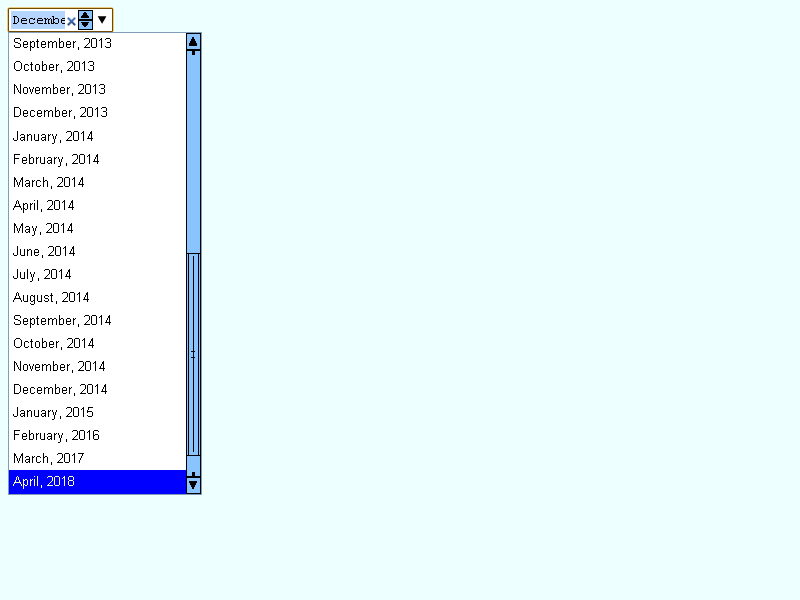 Decembe
September, 2013
October, 2013
November, 2013
December, 2013
January, 2014
February, 2014
March, 2014
April, 2014
May, 2014
June, 2014
July, 2014
August, 2014
September, 2014
October, 2014
November, 2014
December, 2014
January, 2015
February, 2016
March, 2017
April, 2018